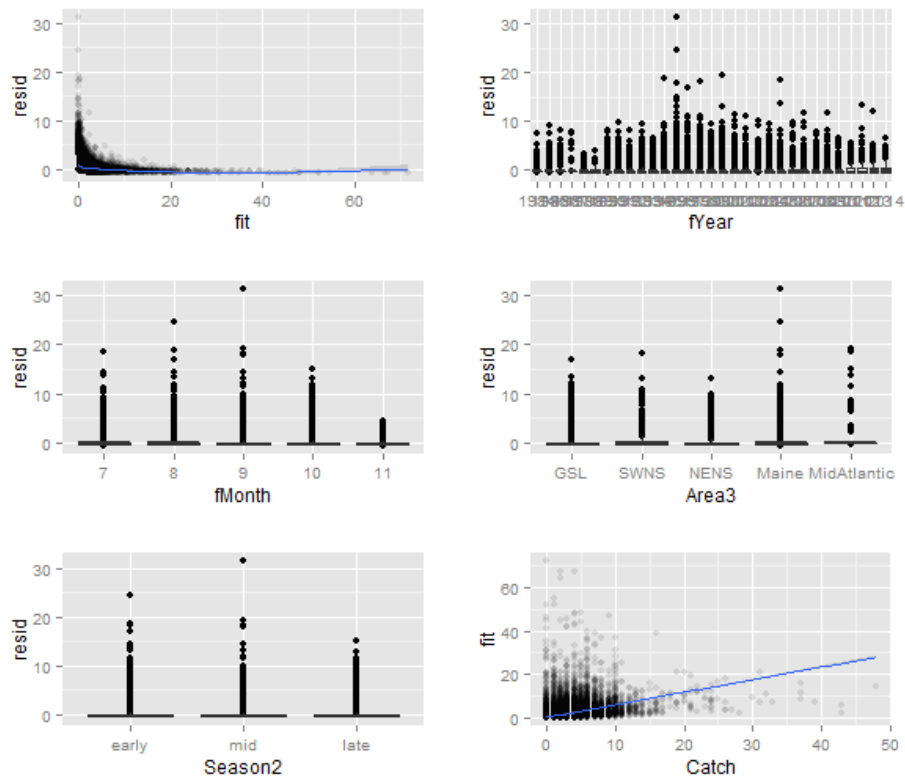 30
20
10
0
resid
0 20 40 60
fit
30
20
10
0
resid
fYear
30
20
10
0
resid
7 8 9 10 11
fMonth
30
20
10
0
resid
GSL SWNS NENS Maine MidAtlantic
Area3
30
20
10
0
resid
early mid late
Season2
60
40
20
0
fit
0 10 20 30 40 50
Catch